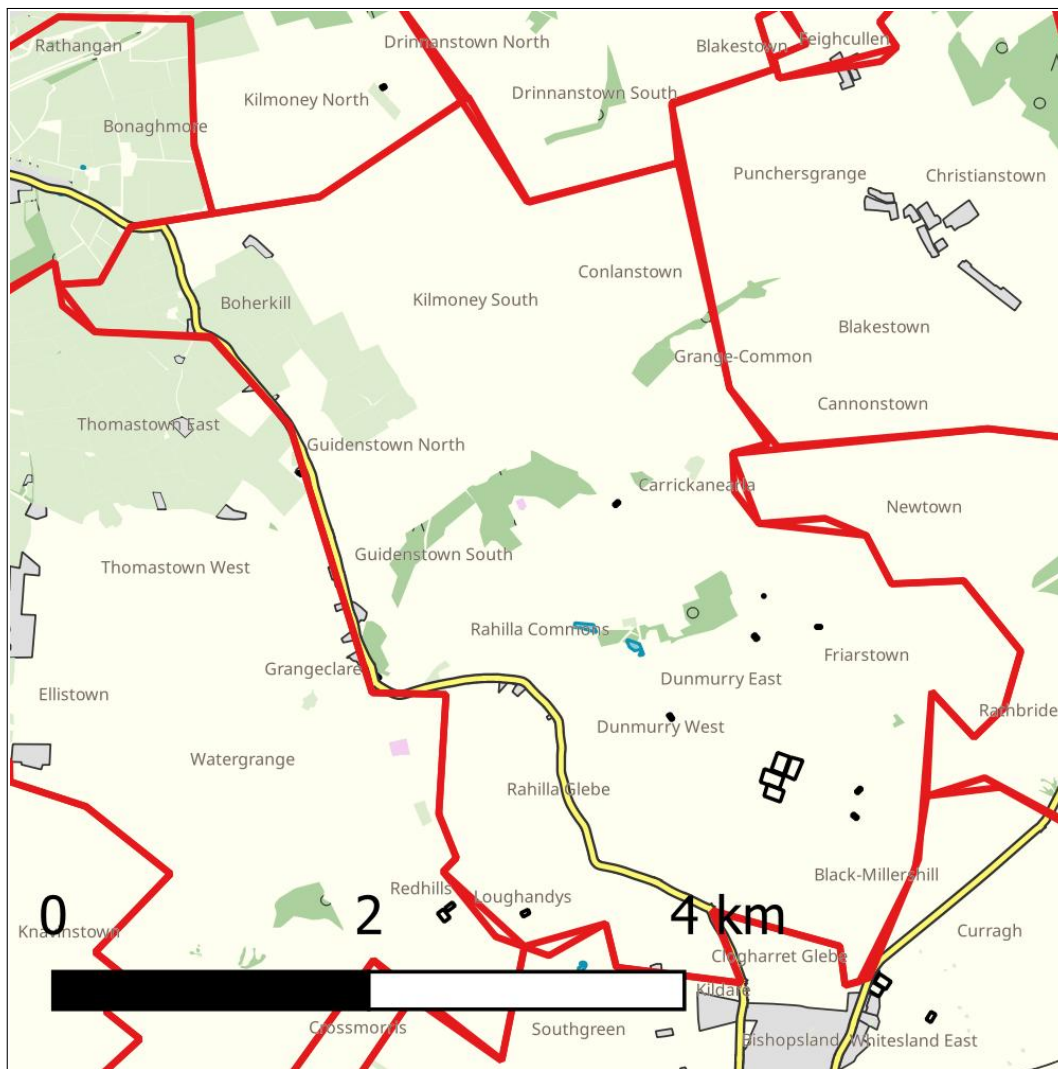 Rathangan
Drinnanstown North
Blakestown
Feighcullen
Kilmoney North
Drinnanstown South
Bonaghmore
Punchersgrange
Christianstown
Conlanstown
Boherkill
Kilmoney South
Blakestown
Grange-Common
Cannonstown
Thomastown East
Guidenstown North
Carrickanearla
Newtown
Guidenstown South
Thomastown West
Rahilla Commons
Friarstown
Grangeclare
Dunmurry East
Ellistown
Rathbride
Dunmurry West
Watergrange
Rahilla Glebe
Black-Millershill
Redhills
Loughandys
0 2 4 km
Knavinstown
Curragh
Clogharret Glebe
Kildare
Crossmorris
Southgreen
Bishopsland
Whitesland East